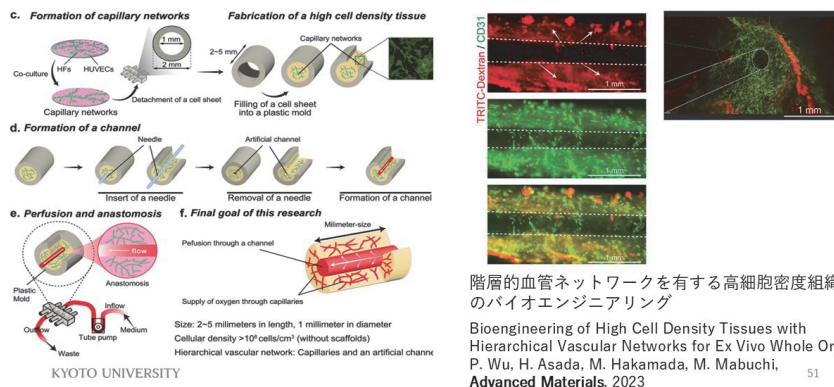 c. Formation of capillary networks
Fabrication of a high cell density tissue
1 mm
2 mm
HFs
HUVECs
Co-culture
Capillary networks
Detachment of a cell sheet
2~5 mm
Capillary networks
Filling of a cell sheet
into a plastic mold
d. Formation of a channel
Needle
Artificial channel
Insert of a needle
Removal of a needle
Formation of a channel
e. Perfusion and anastomosis
flow
Anastomosis
Plastic
Mold
Inflow
Outflow
Tube pump
Medium
Waste
f. Final goal of this research
Milimeter-size
Pefusion through a channel
Supply of oxygen through capillaries
Size: 2~5 milimeters in length, 1 millimeter in diameter
Cellular density >10⁸ cells/cm³ (without scaffolds)
Hierarchical vascular network: Capillaries and an artificial channe
KYOTO UNIVERSITY
TRITC-Dextran / CD31
1 mm
1 mm
1 mm
1 mm
階層的血管ネットワークを有する高細胞密度組織
のバイオエンジニアリング
Bioengineering of High Cell Density Tissues with
Hierarchical Vascular Networks for Ex Vivo Whole Or
P. Wu, H. Asada, M. Hakamada, M. Mabuchi,
Advanced Materials, 2023
51